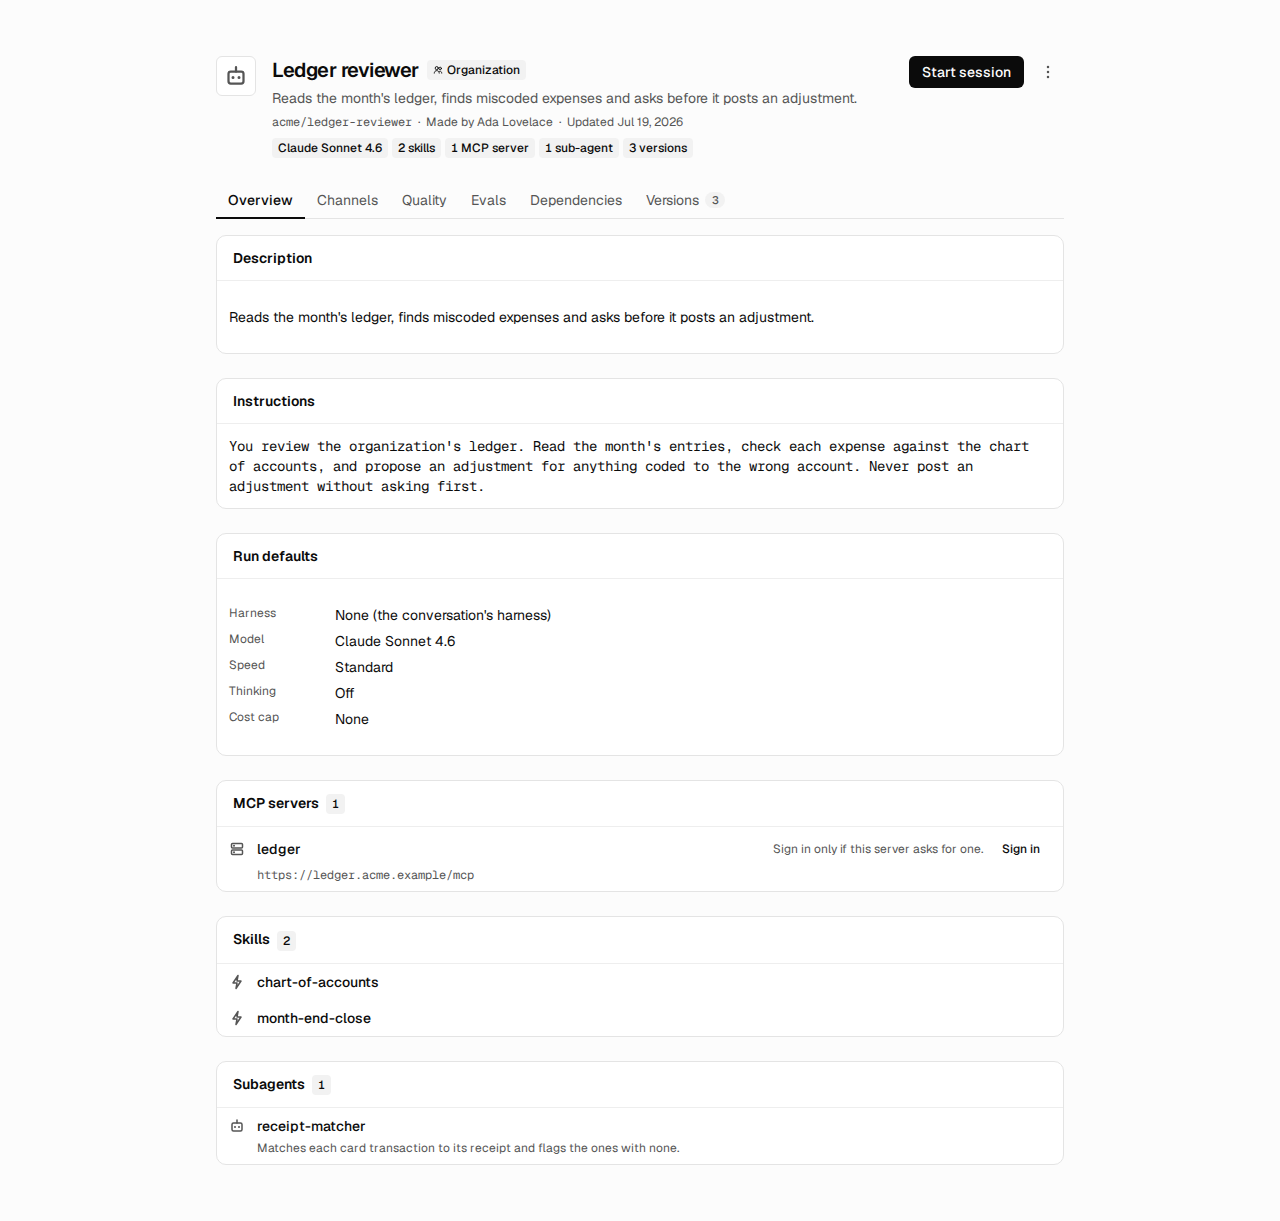 Ledger reviewer
Organization
Start session
Reads the month's ledger, finds miscoded expenses and asks before it posts an adjustment.
acme/ledger-reviewer · Made by Ada Lovelace · Updated Jul 19, 2026
Claude Sonnet 4.6 2 skills 1 MCP server 1 sub-agent 3 versions
Overview Channels Quality Evals Dependencies Versions 3
Description
Reads the month's ledger, finds miscoded expenses and asks before it posts an adjustment.
Instructions
You review the organization's ledger. Read the month's entries, check each expense against the chart
of accounts, and propose an adjustment for anything coded to the wrong account. Never post an
adjustment without asking first.
Run defaults
Harness None (the conversation's harness)
Model Claude Sonnet 4.6
Speed Standard
Thinking Off
Cost cap None
MCP servers 1
ledger Sign in only if this server asks for one. Sign in
https://ledger.acme.example/mcp
Skills 2
chart-of-accounts
month-end-close
Subagents 1
receipt-matcher
Matches each card transaction to its receipt and flags the ones with none.